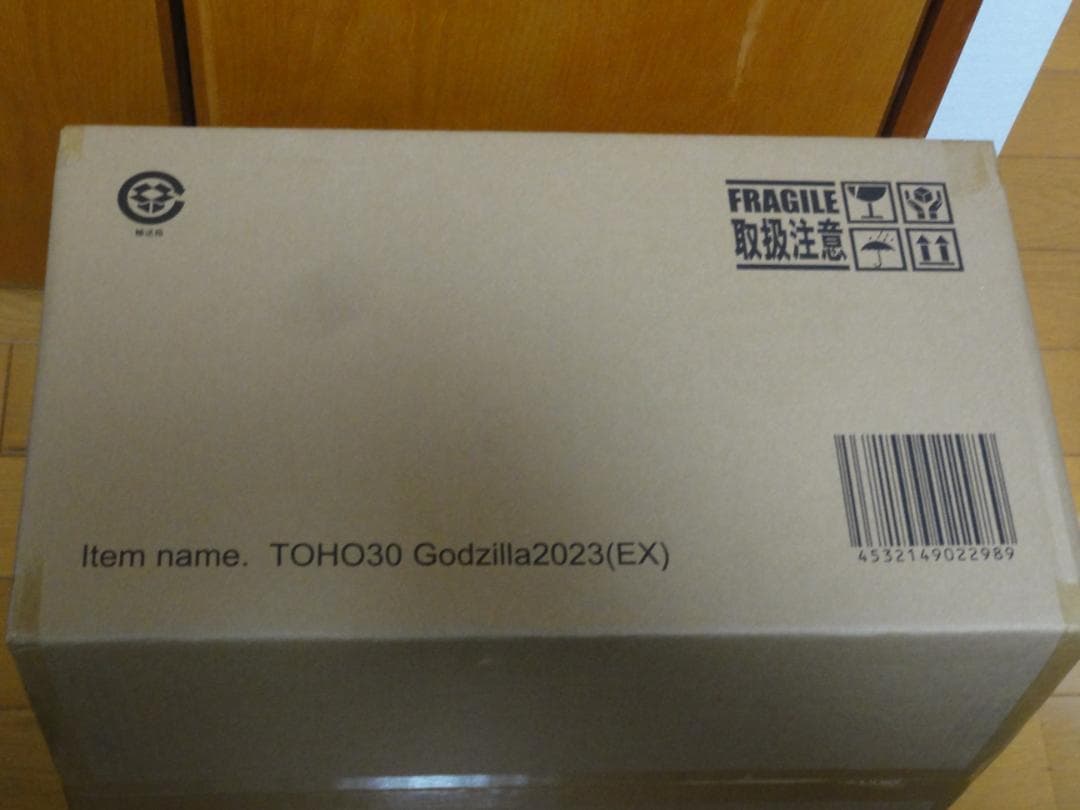 FRAGILE
取扱注意
Item name. TOHO30 Godzilla2023(EX)
4532149022989